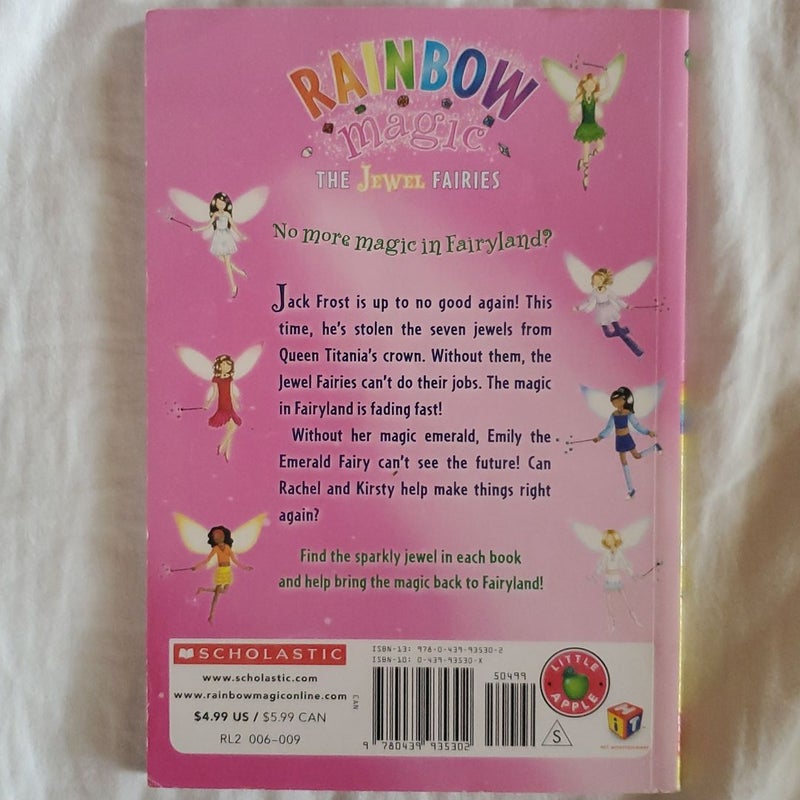 RAINBOW
magic
THE JEWEL FAIRIES
No more magic in Fairyland?
Jack Frost is up to no good again! This
time, he's stolen the seven jewels from
Queen Titania's crown. Without them, the
Jewel Fairies can't do their jobs. The magic
in Fairyland is fading fast!
Without her magic emerald, Emily the
Emerald Fairy can't see the future! Can
Rachel and Kirsty help make things right
again?
Find the sparkly jewel in each book
and help bring the magic back to Fairyland!
SCHOLASTIC
www.scholastic.com
www.rainbowmagiconline.com
$4.99 US / $5.99 CAN
RL2 006-009
EAN
ISBN-13: 978-0-439-93530-2
ISBN-10: 0-439-93530-X
50499
9 780439 935302
S
LITTLE
APPLE
HiT
HIT ENTERTAINMENT